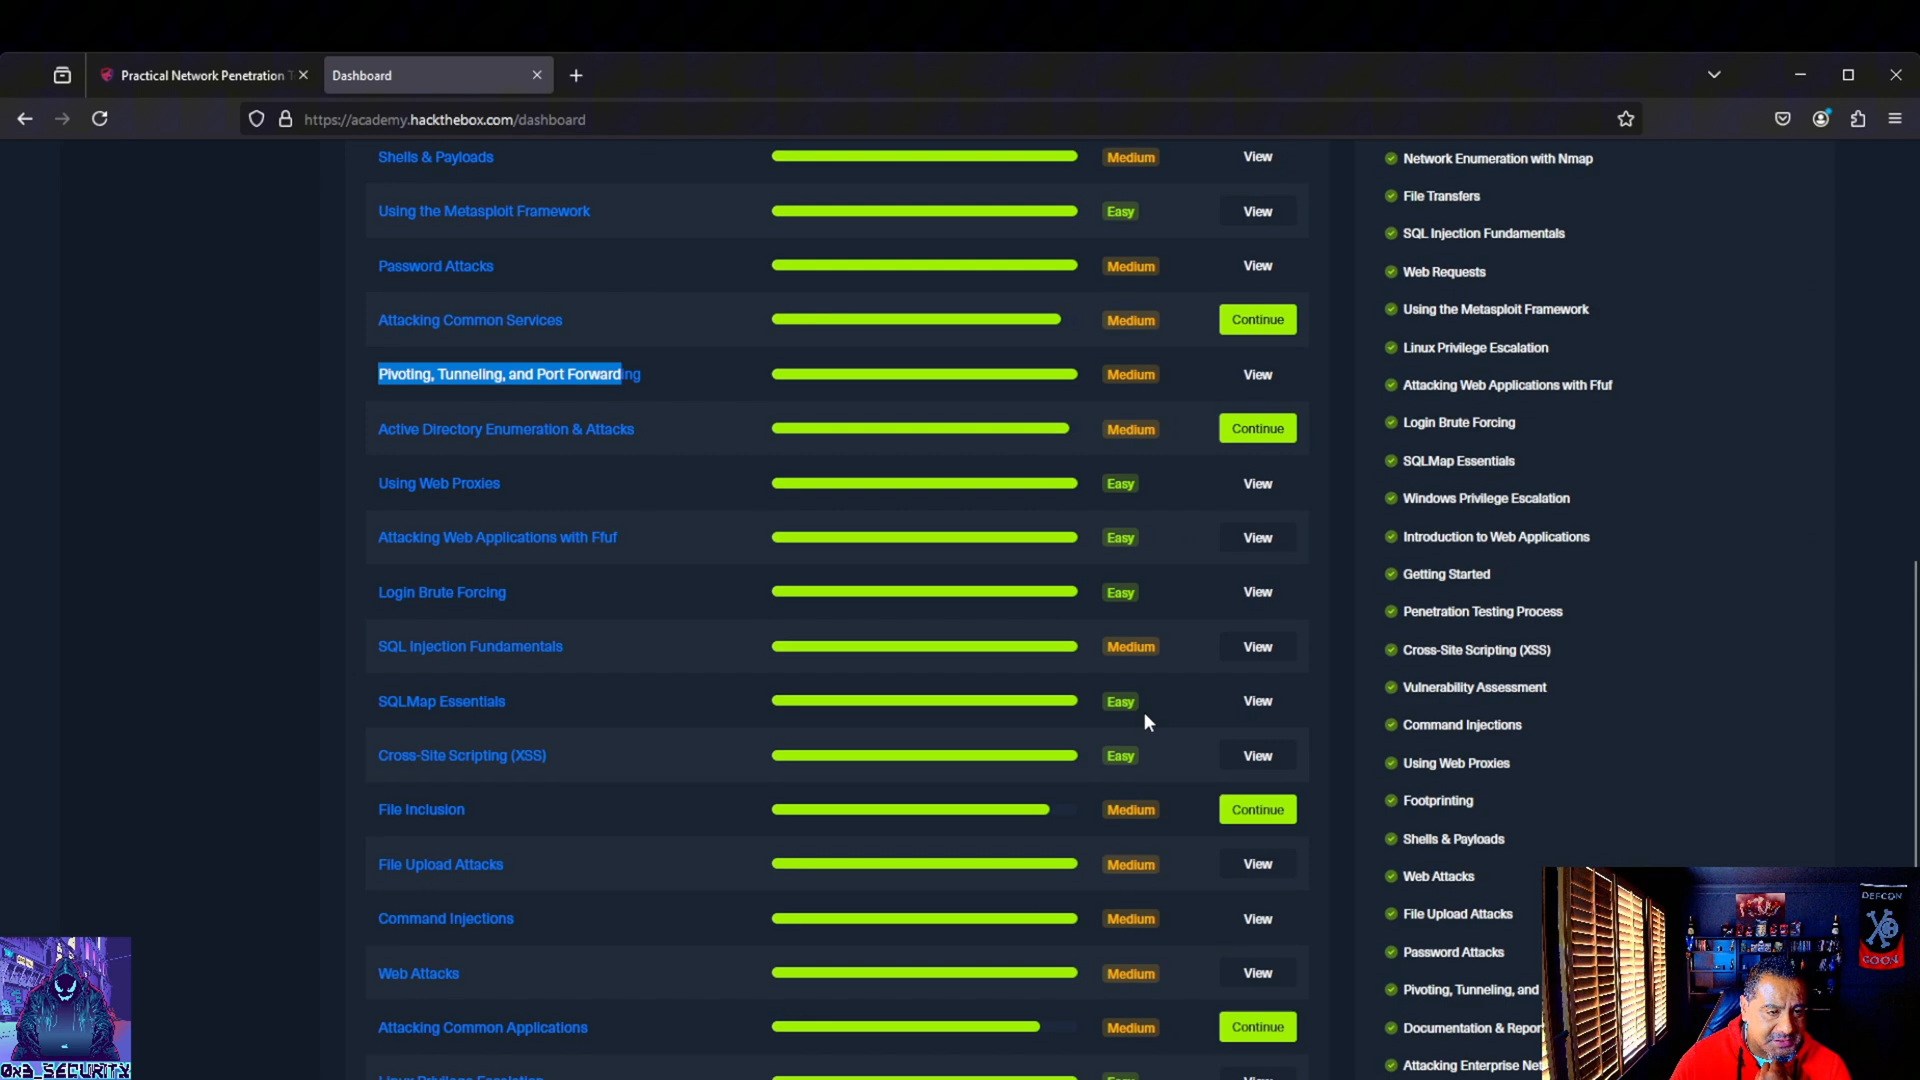 Practical Network Penetration T
Dashboard
https://academy.hackthebox.com/dashboard
Shells & Payloads Medium View
Using the Metasploit Framework Easy View
Password Attacks Medium View
Attacking Common Services Medium Continue
Pivoting, Tunneling, and Port Forwarding Medium View
Active Directory Enumeration & Attacks Medium Continue
Using Web Proxies Easy View
Attacking Web Applications with Ffuf Easy View
Login Brute Forcing Easy View
SQL Injection Fundamentals Medium View
SQLMap Essentials Easy View
Cross-Site Scripting (XSS) Easy View
File Inclusion Medium Continue
File Upload Attacks Medium View
Command Injections Medium View
Web Attacks Medium View
Attacking Common Applications Medium Continue
Network Enumeration with Nmap
File Transfers
SQL Injection Fundamentals
Web Requests
Using the Metasploit Framework
Linux Privilege Escalation
Attacking Web Applications with Ffuf
Login Brute Forcing
SQLMap Essentials
Windows Privilege Escalation
Introduction to Web Applications
Getting Started
Penetration Testing Process
Cross-Site Scripting (XSS)
Vulnerability Assessment
Command Injections
Using Web Proxies
Footprinting
Shells & Payloads
Web Attacks
File Upload Attacks
Password Attacks
Pivoting, Tunneling, and
Documentation & Repor
Attacking Enterprise Net
DEFCON
0x3_SECURITY